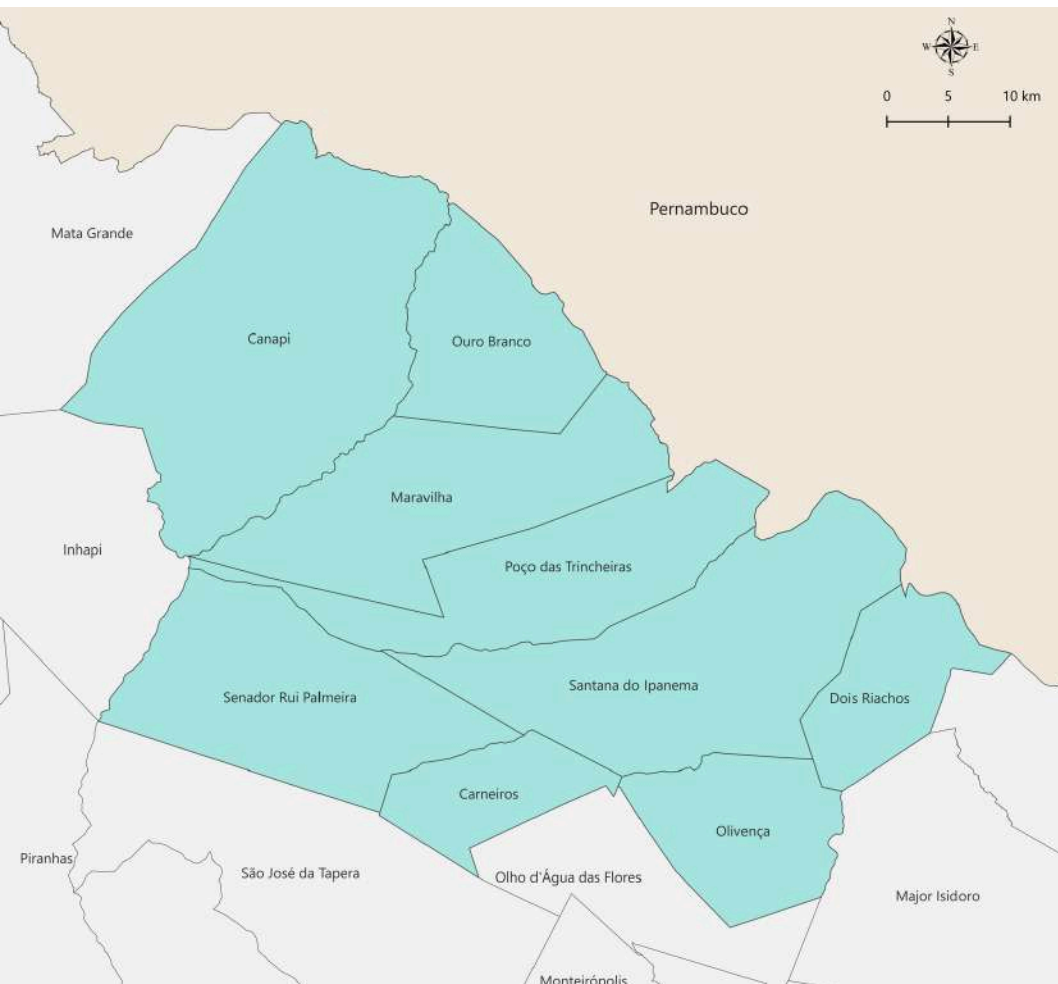 N
W E
S
0 5 10 km
Pernambuco
Mata Grande
Canapi
Ouro Branco
Maravilha
Inhapi
Poço das Trincheiras
Santana do Ipanema
Senador Rui Palmeira
Dois Riachos
Carneiros
Olivença
Piranhas
São José da Tapera
Olho d'Água das Flores
Major Isidoro
Monteirópolis